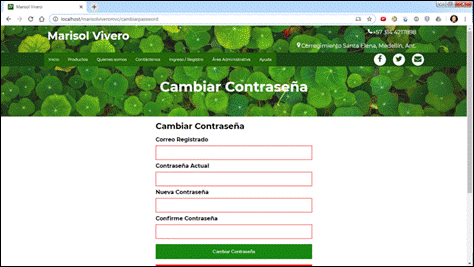 Marisol Vivero
localhost/marisolviveromvc/cambiarpassword
Marisol Vivero
+57 314 4217898
Corregimiento Santa Elena, Medellín, Ant.
Inicio Productos Quienes somos Contáctenos Ingreso / Registro Área Administrativa Ayuda
Cambiar Contraseña
Cambiar Contraseña
Correo Registrado
Contraseña Actual
Nueva Contraseña
Confirme Contraseña
Cambiar Contraseña